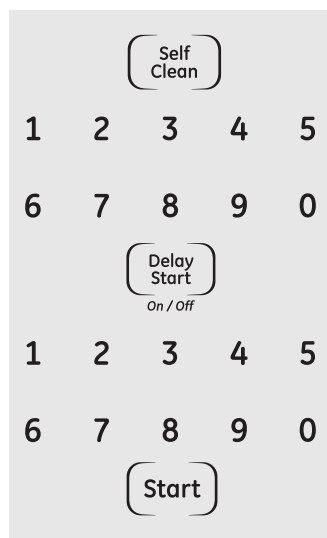 Self
Clean
1 2 3 4 5
6 7 8 9 0
Delay
Start
On / Off
1 2 3 4 5
6 7 8 9 0
Start